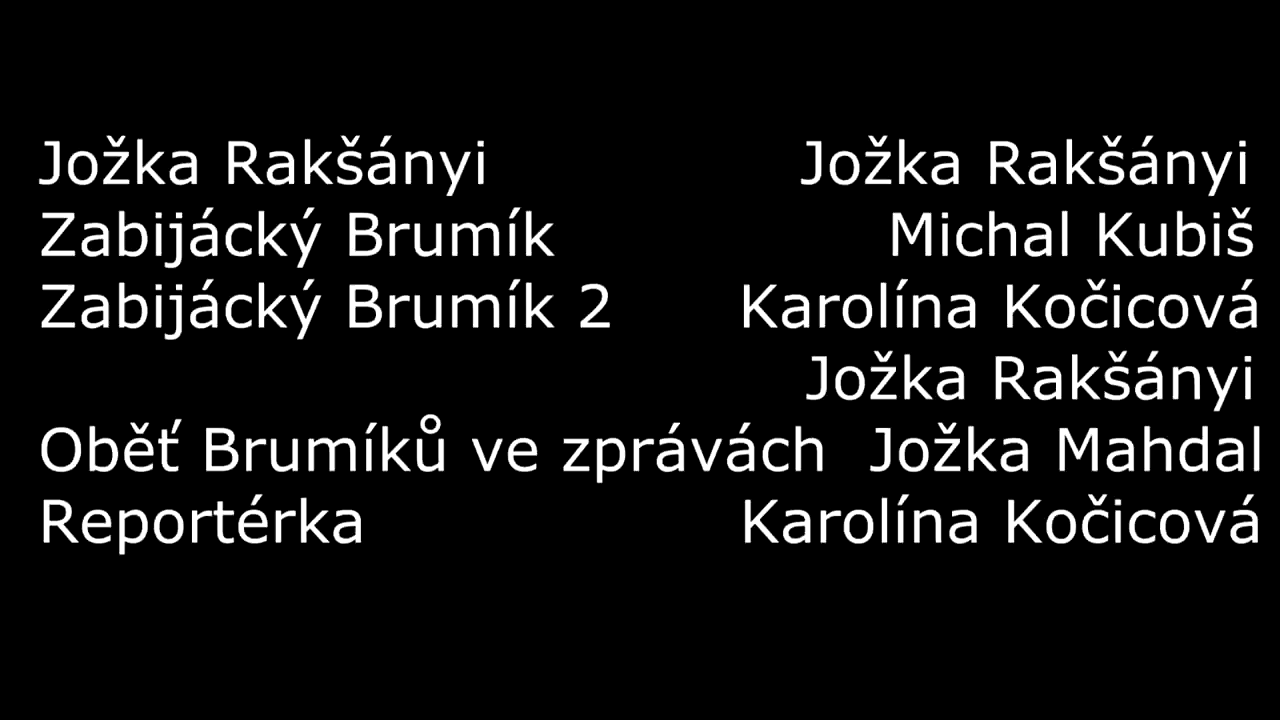 Jožka Rakšányi Jožka Rakšányi
Zabijácký Brumík Michal Kubiš
Zabijácký Brumík 2 Karolína Kočicová
Jožka Rakšányi
Oběť Brumíků ve zprávách Jožka Mahdal
Reportérka Karolína Kočicová